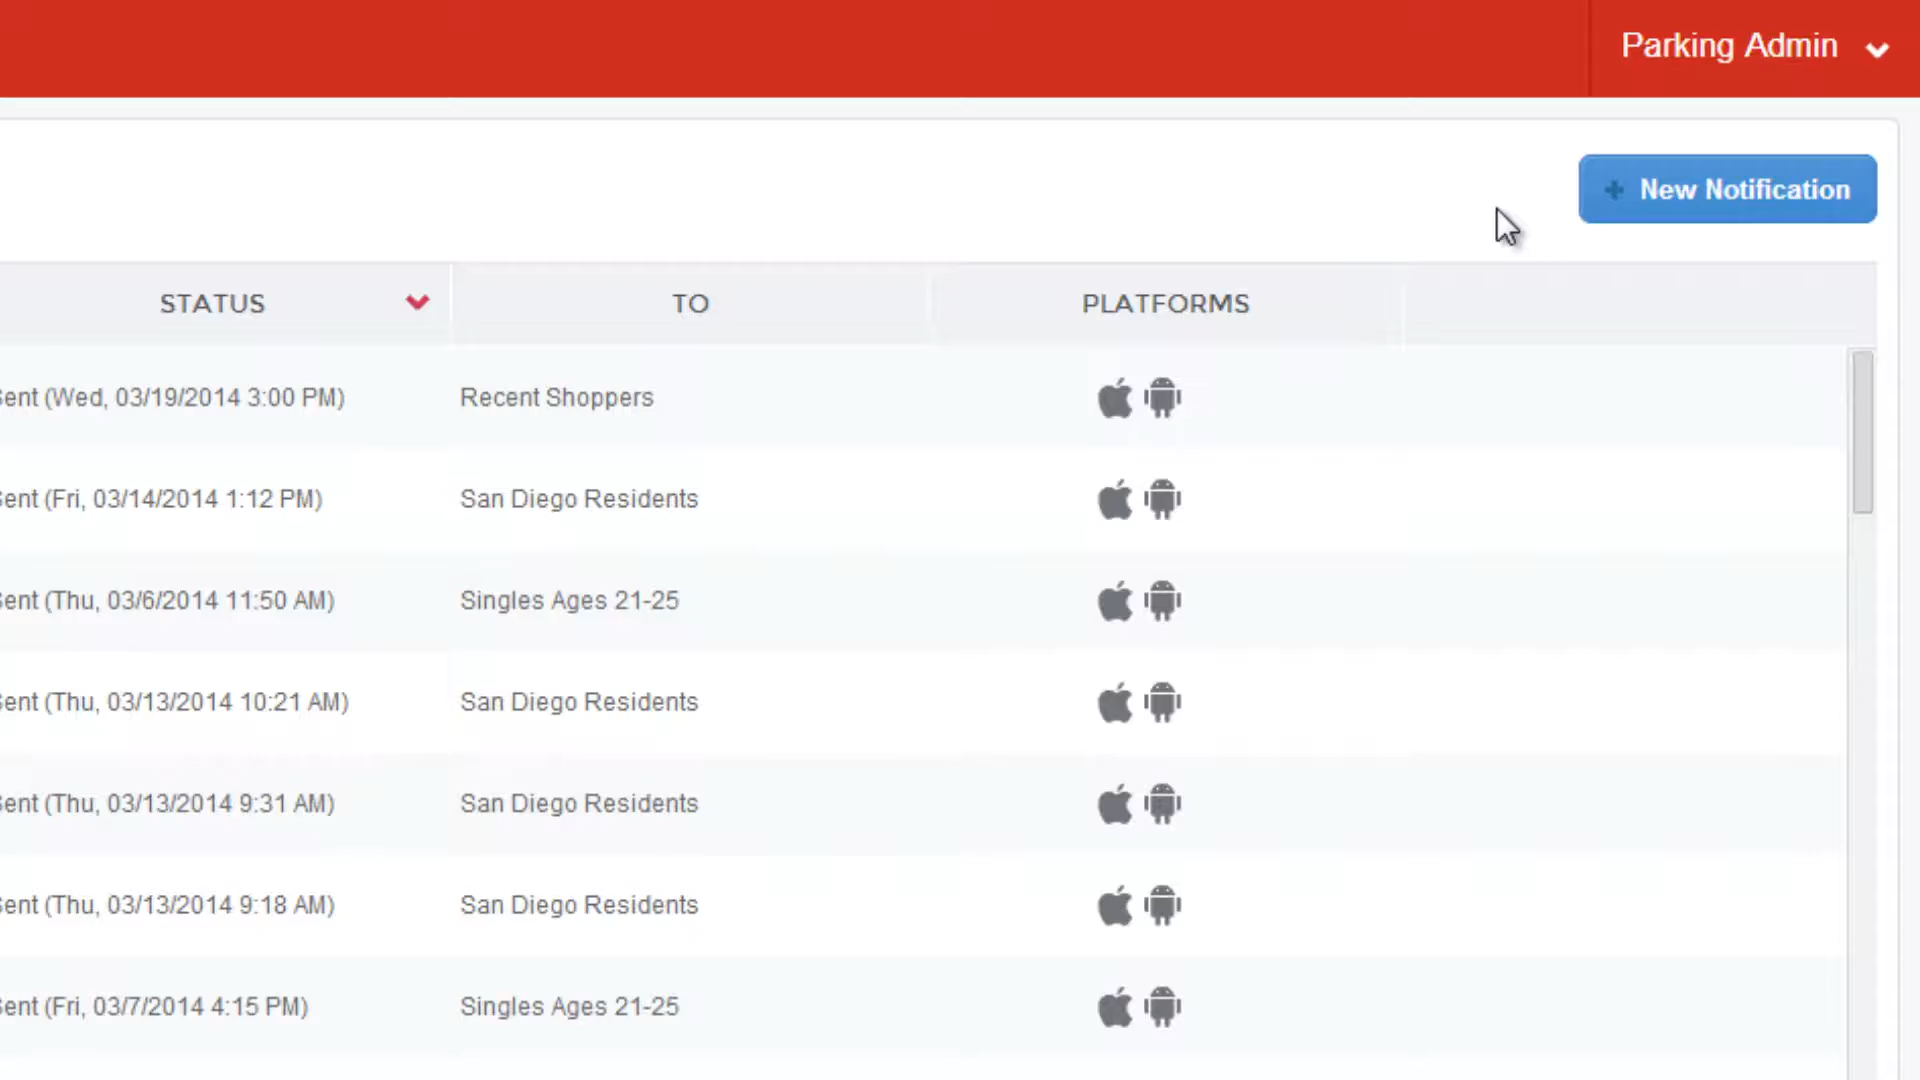 Parking Admin
+ New Notification
STATUS TO PLATFORMS
ent (Wed, 03/19/2014 3:00 PM) Recent Shoppers
ent (Fri, 03/14/2014 1:12 PM) San Diego Residents
ent (Thu, 03/6/2014 11:50 AM) Singles Ages 21-25
ent (Thu, 03/13/2014 10:21 AM) San Diego Residents
ent (Thu, 03/13/2014 9:31 AM) San Diego Residents
ent (Thu, 03/13/2014 9:18 AM) San Diego Residents
ent (Fri, 03/7/2014 4:15 PM) Singles Ages 21-25